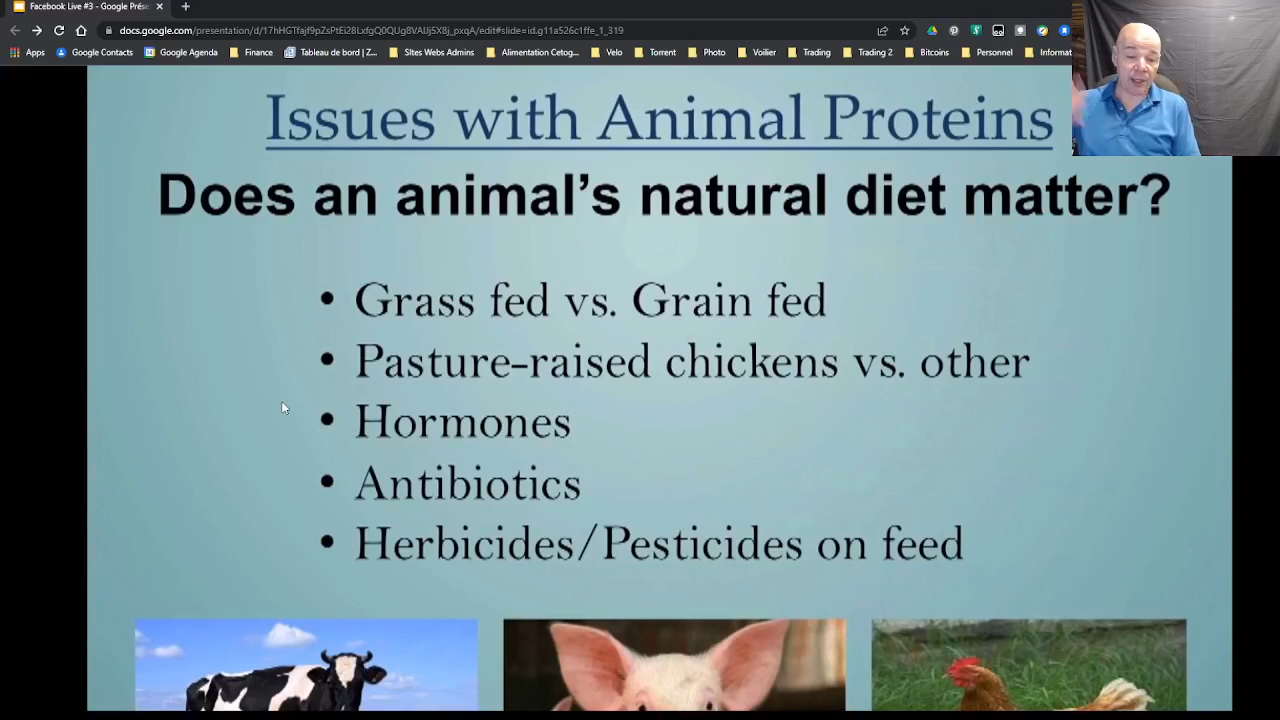 Facebook Live #3 - Google Prése
docs.google.com/presentation/d/17hHGTfajf9pZsPtEi28LxfgQ0QUg8VAUj5X8j_pxqA/edit#slide=id.g11a526c1ffe_1_319
Apps Google Contacts Google Agenda Finance Tableau de bord | Z... SItes Webs Admins Alimentation Cetog... Velo Torrent Photo Voilier Trading Trading 2 Bitcoins Personnel Informat
Issues with Animal Proteins
Does an animal’s natural diet matter?
• Grass fed vs. Grain fed
• Pasture-raised chickens vs. other
• Hormones
• Antibiotics
• Herbicides/Pesticides on feed